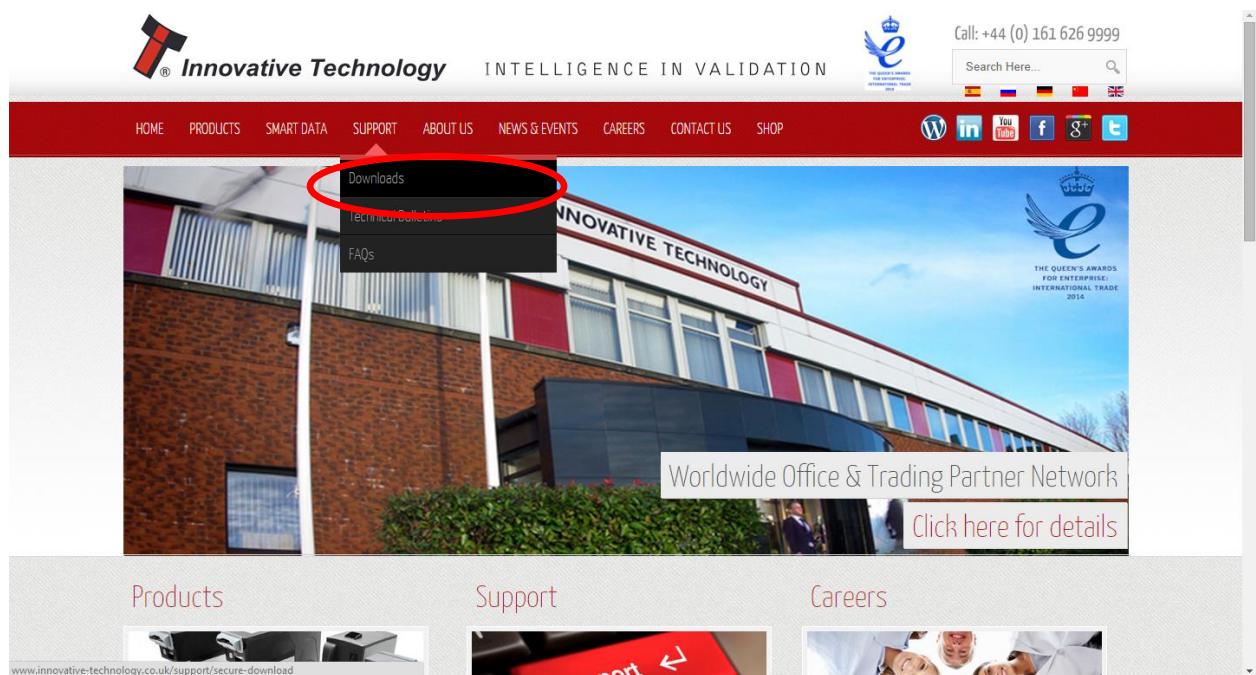 Innovative Technology
INTELLIGENCE IN VALIDATION
THE QUEEN'S AWARDS
FOR ENTERPRISE:
INTERNATIONAL TRADE
2014
Call: +44 (0) 161 626 9999
Search Here...
HOME PRODUCTS SMART DATA SUPPORT ABOUT US NEWS & EVENTS CAREERS CONTACT US SHOP
You
Tube
Downloads
Technical Bulletins
FAQs
INNOVATIVE TECHNOLOGY
THE QUEEN'S AWARDS
FOR ENTERPRISE:
INTERNATIONAL TRADE
2014
Worldwide Office & Trading Partner Network
Click here for details
Products
Support
Careers
www.innovative-technology.co.uk/support/secure-download